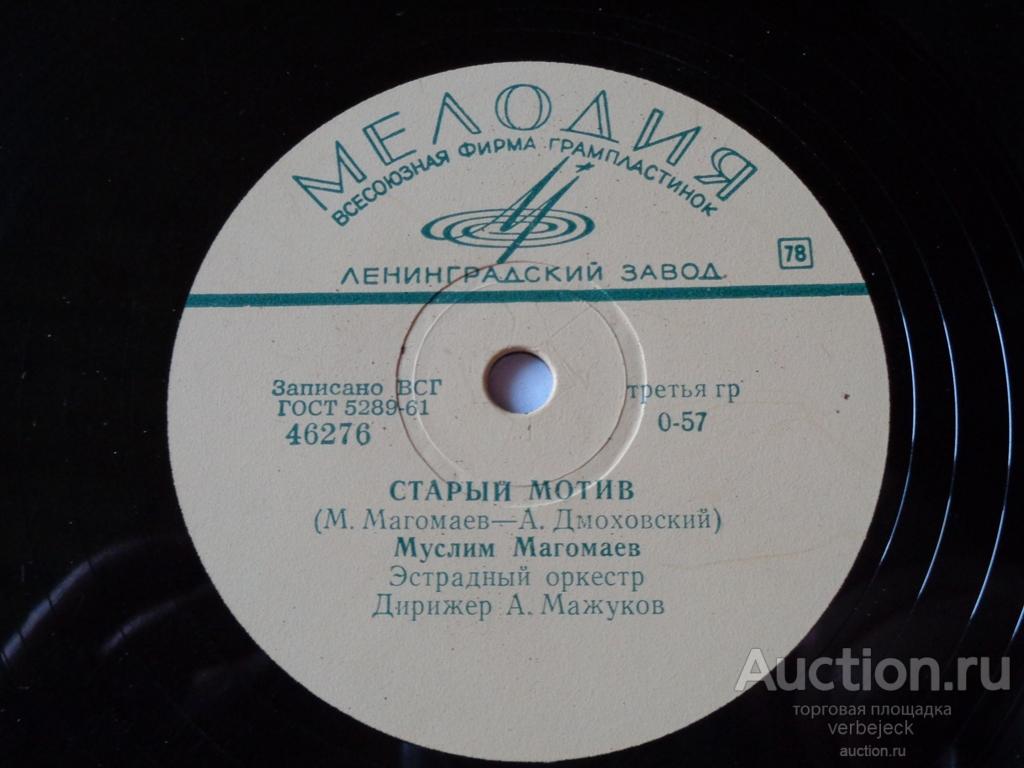 МЕЛОДИЯ
ВСЕСОЮЗНАЯ ФИРМА ГРАМПЛАСТИНОК
ЛЕНИНГРАДСКИЙ ЗАВОД
78
Записано ВСГ
ГОСТ 5289-61
46276
третья гр
0-57
СТАРЫЙ МОТИВ
(М. Магомаев—А. Дмоховский)
Муслим Магомаев
Эстрадный оркестр
Дирижер А. Мажуков
Auction.ru
торговая площадка
verbejeck
auction.ru